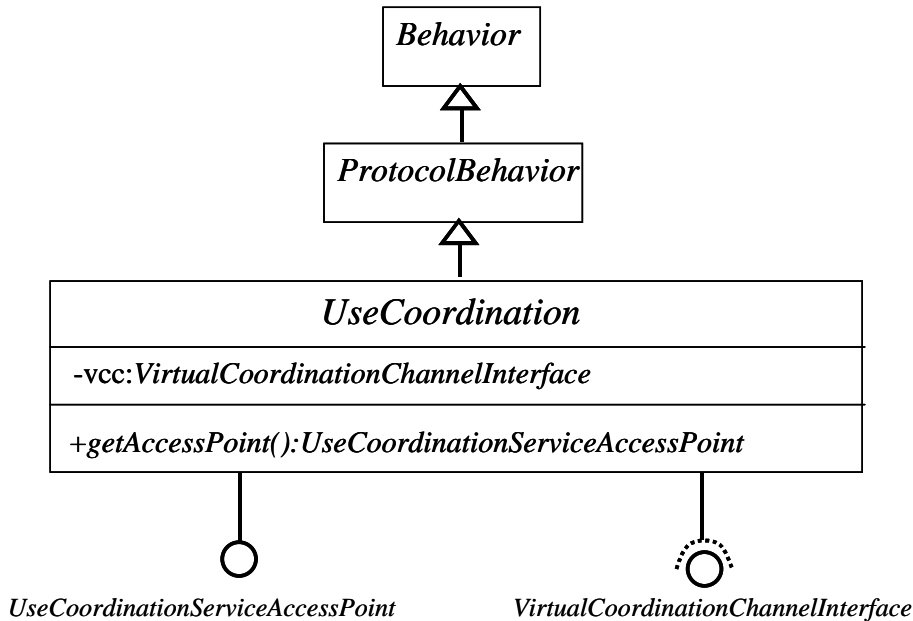 Behavior
ProtocolBehavior
UseCoordination
-vcc:VirtualCoordinationChannelInterface
+getAccessPoint():UseCoordinationServiceAccessPoint
UseCoordinationServiceAccessPoint
VirtualCoordinationChannelInterface